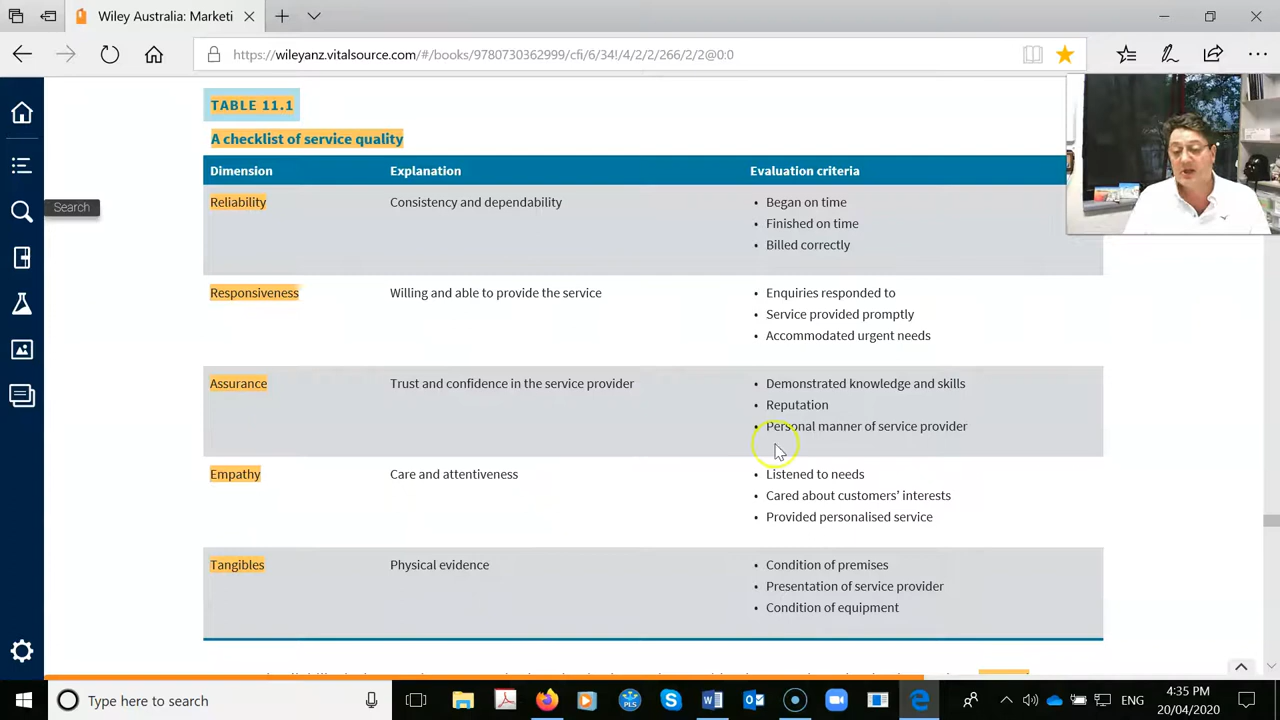 Wiley Australia: Marketi
https://wileyanz.vitalsource.com/#/books/9780730362999/cfi/6/34!/4/2/2/266/2/2@0:0
TABLE 11.1
A checklist of service quality
Dimension Explanation Evaluation criteria
Search
Reliability Consistency and dependability • Began on time
• Finished on time
• Billed correctly
Responsiveness Willing and able to provide the service • Enquiries responded to
• Service provided promptly
• Accommodated urgent needs
Assurance Trust and confidence in the service provider • Demonstrated knowledge and skills
• Reputation
• Personal manner of service provider
Empathy Care and attentiveness • Listened to needs
• Cared about customers' interests
• Provided personalised service
Tangibles Physical evidence • Condition of premises
• Presentation of service provider
• Condition of equipment
Type here to search
PLS
ENG
4:35 PM
20/04/2020